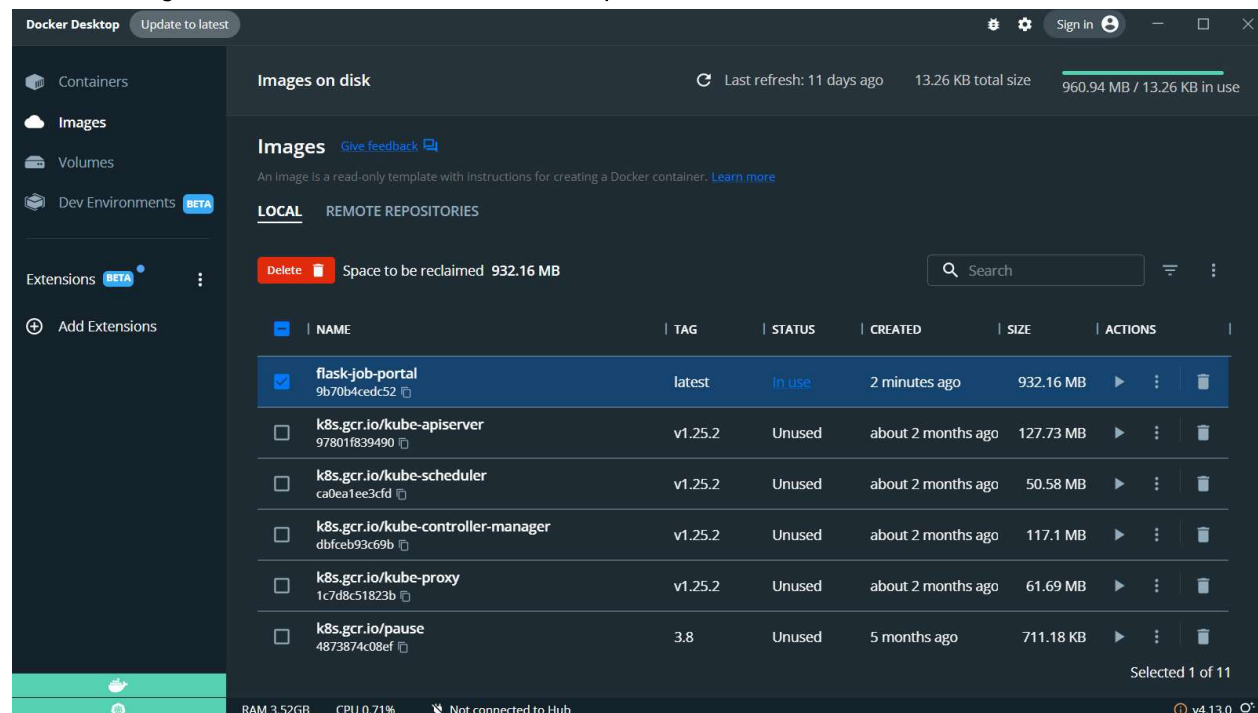 Docker Desktop Update to latest Sign in
Containers
Images
Volumes
Dev Environments BETA
Extensions BETA
Add Extensions
Images on disk Last refresh: 11 days ago 13.26 KB total size 960.94 MB / 13.26 KB in use
Images Give feedback
An image is a read-only template with instructions for creating a Docker container. Learn more
LOCAL REMOTE REPOSITORIES
Delete Space to be reclaimed 932.16 MB Search
NAME TAG STATUS CREATED SIZE ACTIONS
flask-job-portal latest In use 2 minutes ago 932.16 MB
9b70b4cedc52
k8s.gcr.io/kube-apiserver v1.25.2 Unused about 2 months ago 127.73 MB
97801f839490
k8s.gcr.io/kube-scheduler v1.25.2 Unused about 2 months ago 50.58 MB
ca0ea1ee3cfd
k8s.gcr.io/kube-controller-manager v1.25.2 Unused about 2 months ago 117.1 MB
dbfceb93c69b
k8s.gcr.io/kube-proxy v1.25.2 Unused about 2 months ago 61.69 MB
1c7d8c51823b
k8s.gcr.io/pause 3.8 Unused 5 months ago 711.18 KB
4873874c08ef
Selected 1 of 11
RAM 3.52GB CPU 0.71% Not connected to Hub v4.13.0